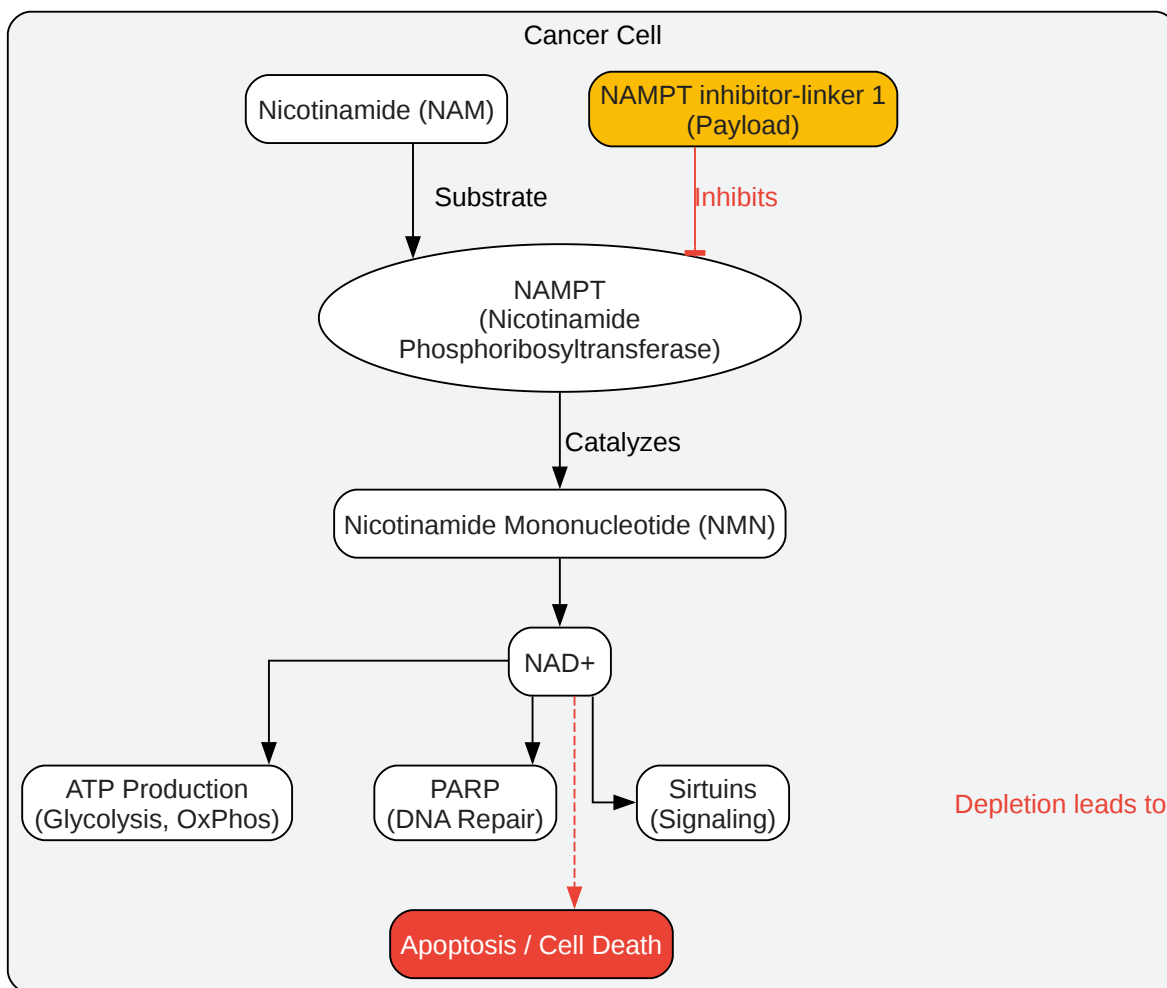 Cancer Cell
Nicotinamide (NAM)
NAMPT inhibitor-linker 1
(Payload)
Substrate
Inhibits
NAMPT
(Nicotinamide
Phosphoribosyltransferase)
Catalyzes
Nicotinamide Mononucleotide (NMN)
NAD+
ATP Production
(Glycolysis, OxPhos)
PARP
(DNA Repair)
Sirtuins
(Signaling)
Depletion leads to
Apoptosis / Cell Death